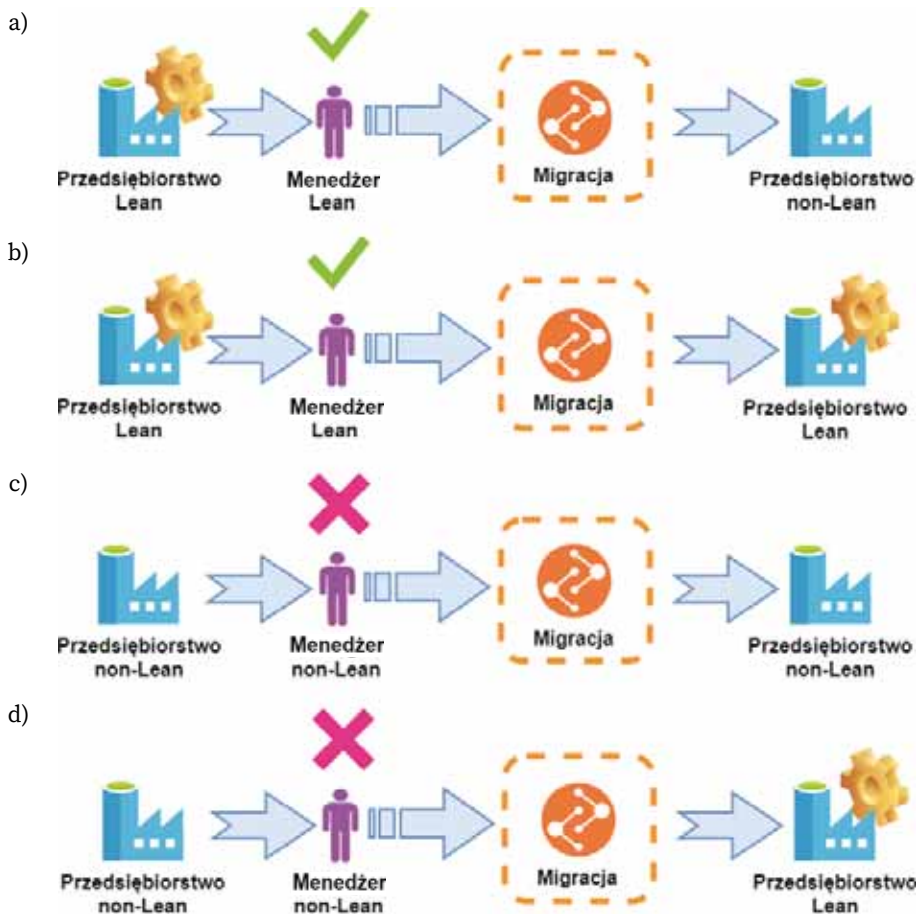 a)
Przedsiębiorstwo
Lean
Menedżer
Lean
Migracja
Przedsiębiorstwo
non-Lean
b)
Przedsiębiorstwo
Lean
Menedżer
Lean
Migracja
Przedsiębiorstwo
Lean
c)
Przedsiębiorstwo
non-Lean
Menedżer
non-Lean
Migracja
Przedsiębiorstwo
non-Lean
d)
Przedsiębiorstwo
non-Lean
Menedżer
non-Lean
Migracja
Przedsiębiorstwo
Lean